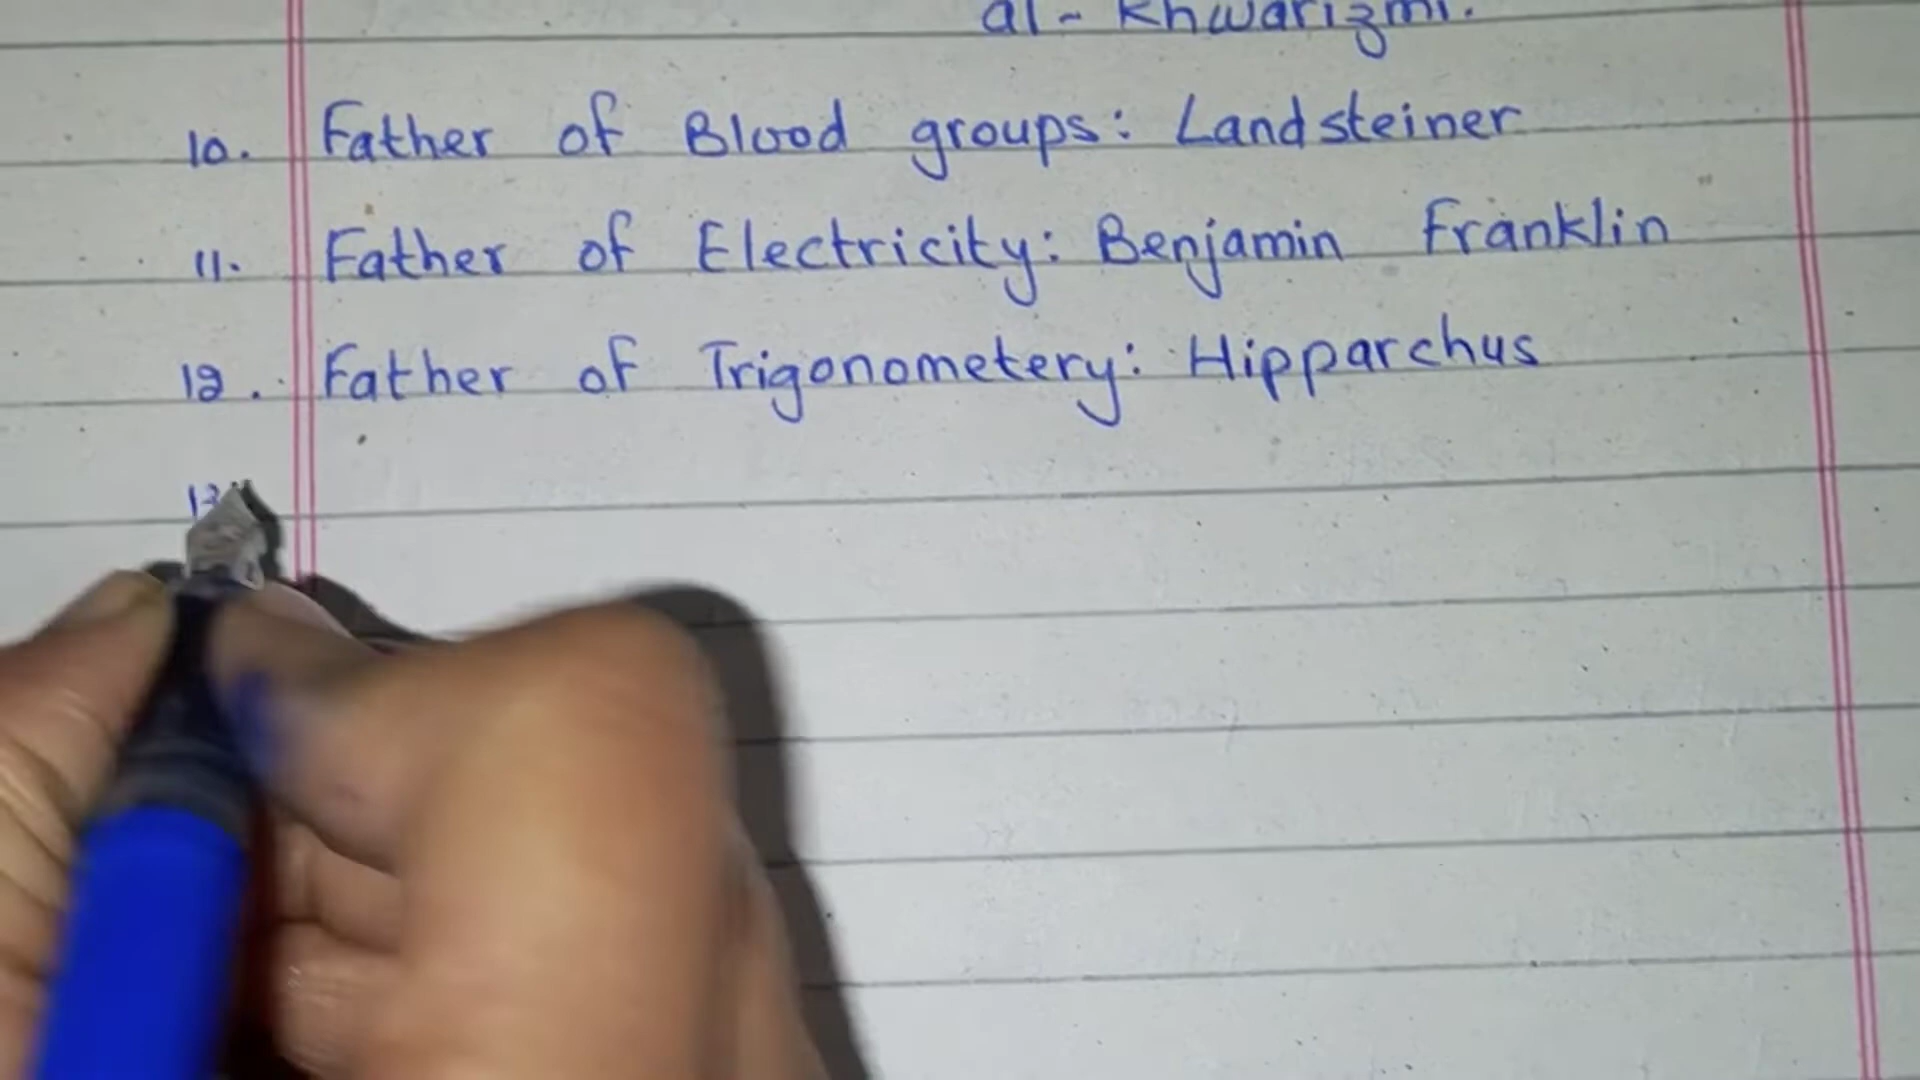 al-Khwarizmi.
10. Father of Blood groups: Landsteiner
11. Father of Electricity: Benjamin Franklin
12. Father of Trigonometery: Hipparchus
13